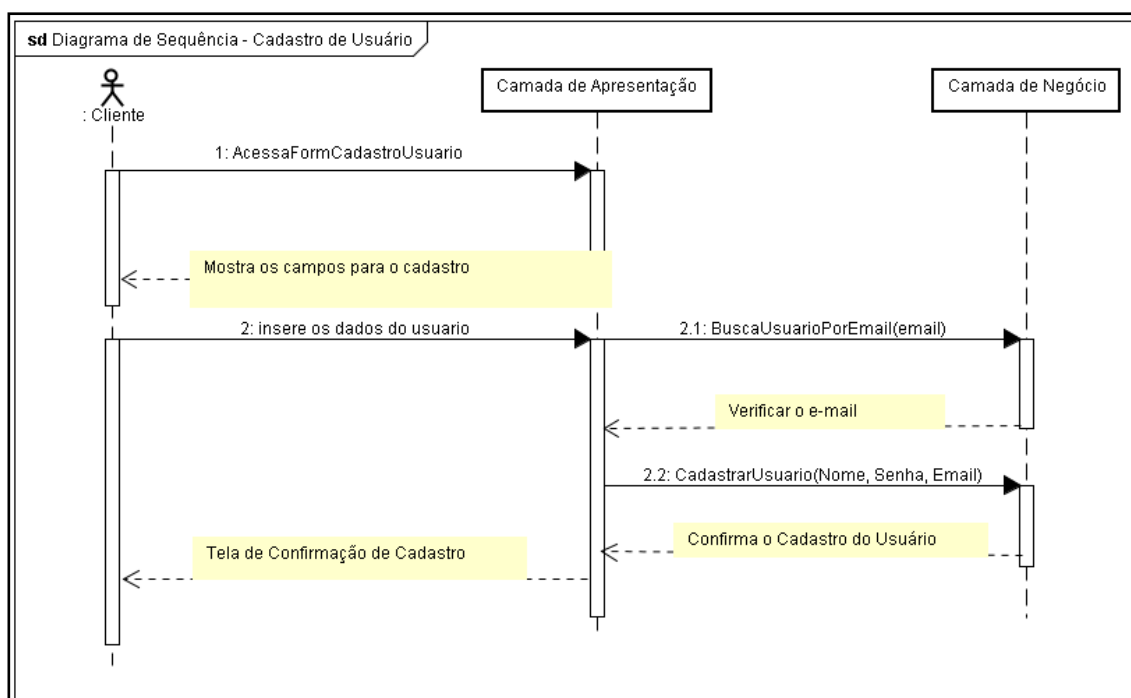 sd Diagrama de Sequência - Cadastro de Usuário
: Cliente
Camada de Apresentação
Camada de Negócio
1: AcessaFormCadastroUsuario
Mostra os campos para o cadastro
2: insere os dados do usuario
2.1: BuscaUsuarioPorEmail(email)
Verificar o e-mail
2.2: CadastrarUsuario(Nome, Senha, Email)
Confirma o Cadastro do Usuário
Tela de Confirmação de Cadastro